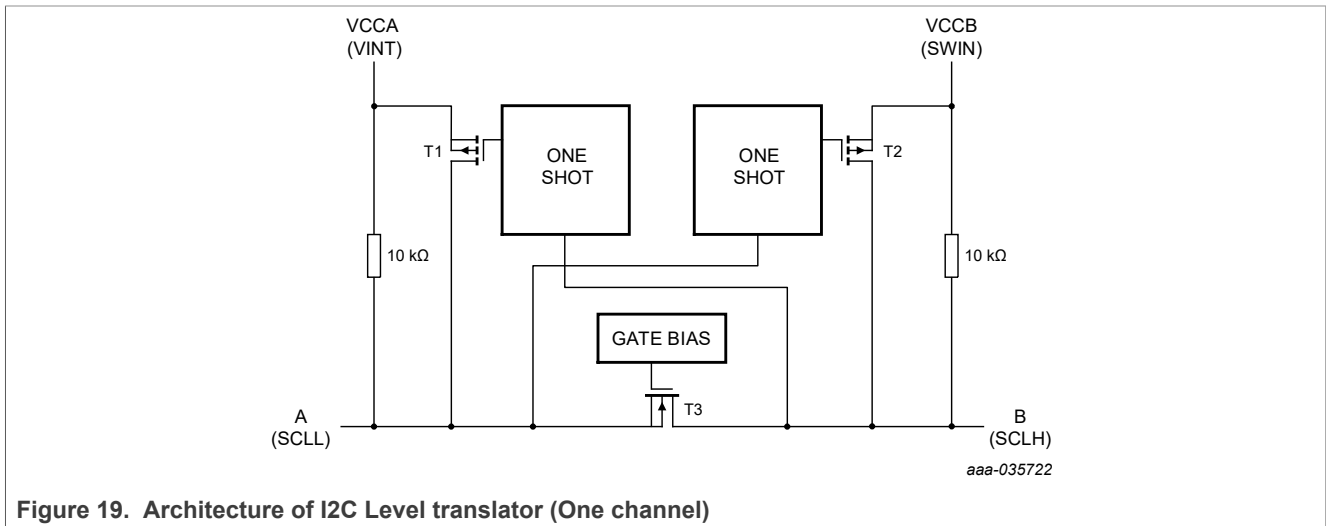 VCCA
(VINT)
VCCB
(SWIN)
T1
ONE
SHOT
ONE
SHOT
T2
10 kΩ
10 kΩ
GATE BIAS
T3
A
(SCLL)
B
(SCLH)
aaa-035722
Figure 19. Architecture of I2C Level translator (One channel)